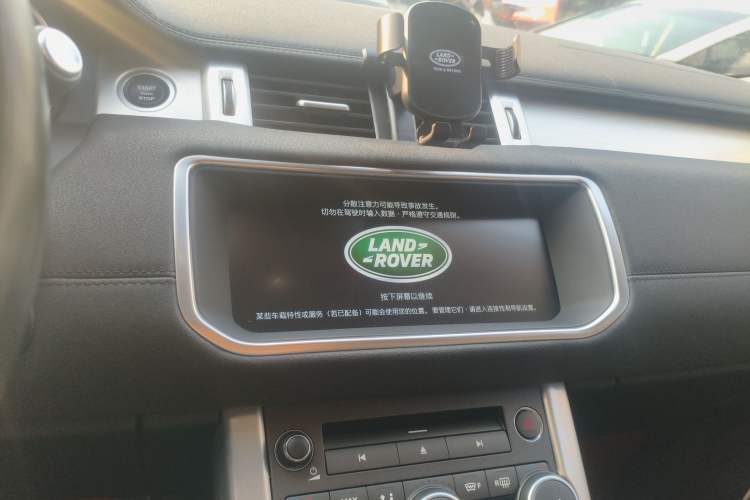 LAND
ROVER
START
STOP
分散注意力可能导致事故发生。
切勿在驾驶时输入数据，严格遵守交通规则。
LAND
ROVER
按下屏幕以继续
某些车载特性或服务（若已配备）可能会使用您的位置。要管理它们，请进入连接性和导航设置。
F
R